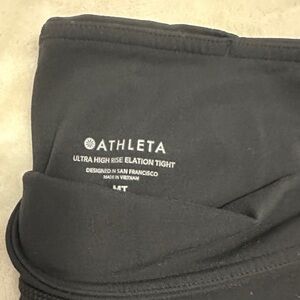 ATHLETA
ULTRA HIGH RISE ELATION TIGHT
DESIGNED IN SAN FRANCISCO
MADE IN VIETNAM
MT